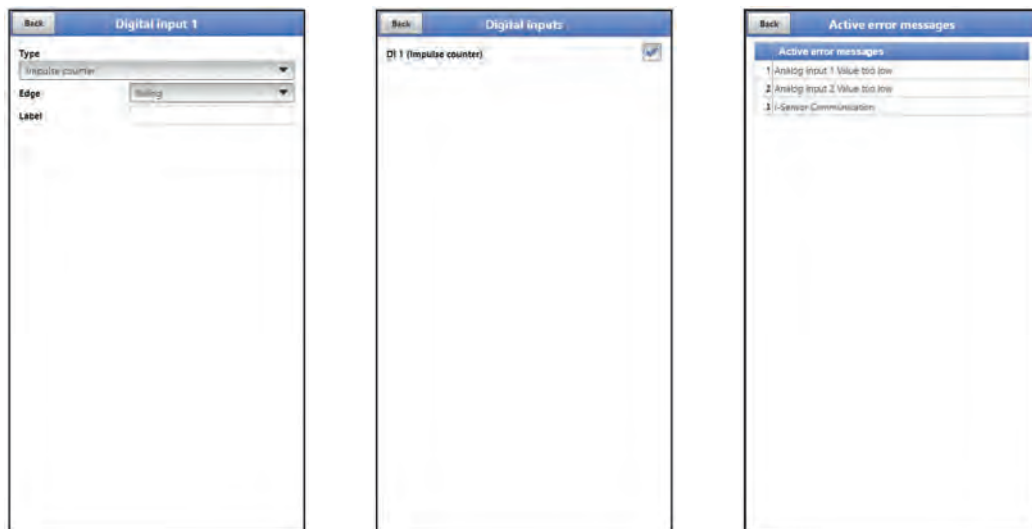 Back
Digital input 1
Type
Impulse counter
Edge
Label
Back
Digital inputs
DI 1 (Impulse counter)
Back
Active error messages
Active error messages
1 Analog Input 1 Value too low
2 Analog Input 2 Value too low
3 i-Sensor Communication